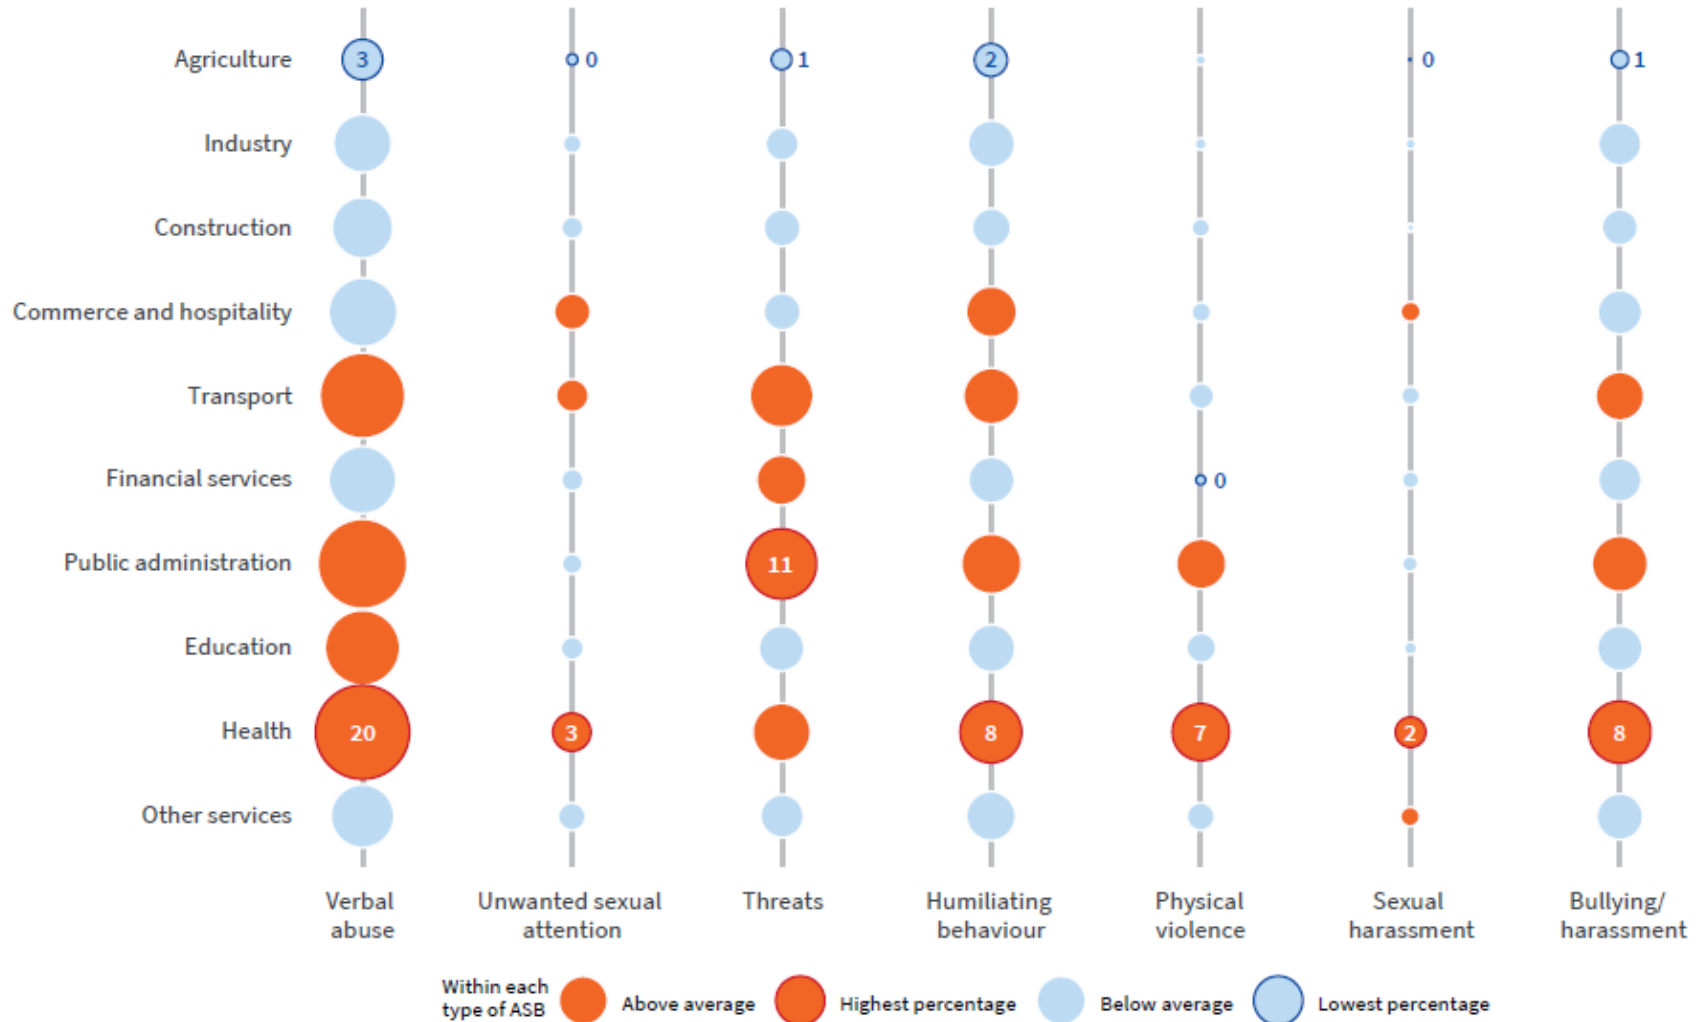 Agriculture 3 0 1 2 0 1
Industry
Construction
Commerce and hospitality
Transport
Financial services 0
Public administration 11
Education
Health 20 3 8 7 2 8
Other services
Verbal abuse
Unwanted sexual attention
Threats
Humiliating behaviour
Physical violence
Sexual harassment
Bullying/ harassment
Within each type of ASB
Above average
Highest percentage
Below average
Lowest percentage